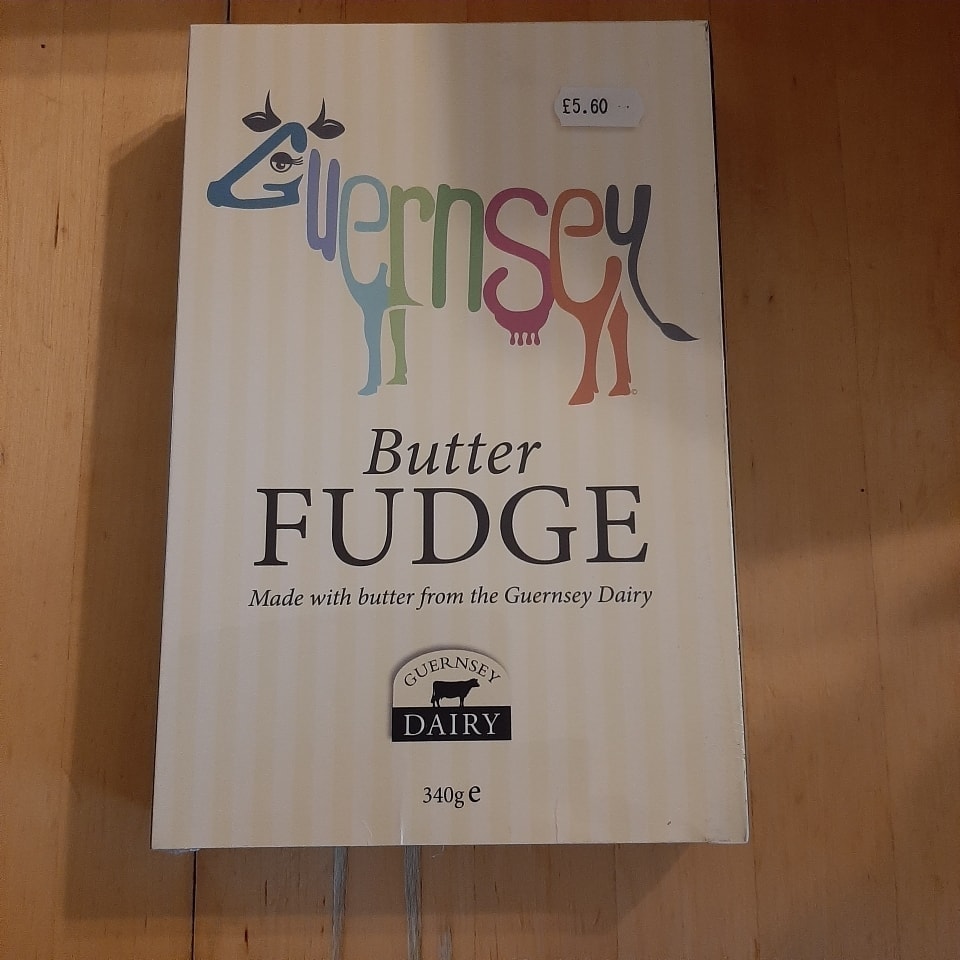 £5.60
Guernsey
Butter
FUDGE
Made with butter from the Guernsey Dairy
GUERNSEY
DAIRY
340g e